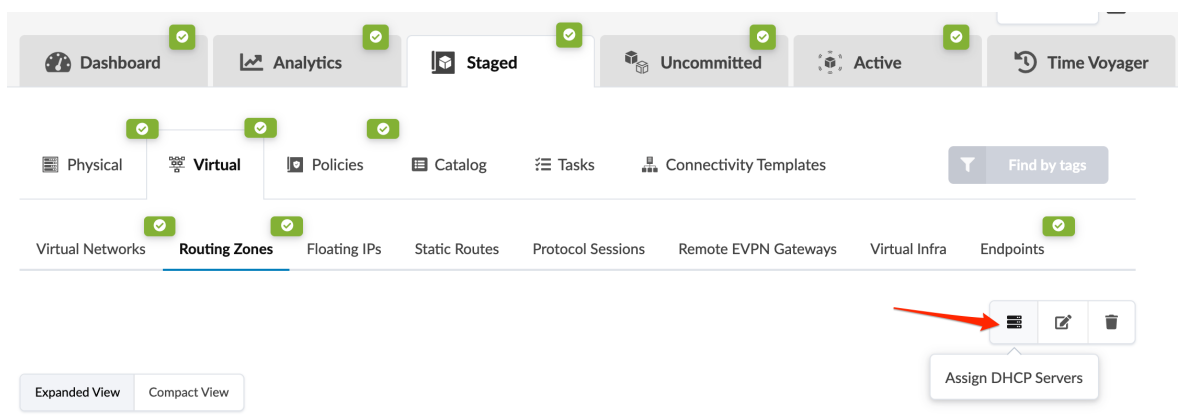 Dashboard Analytics Staged Uncommitted Active Time Voyager
Physical Virtual Policies Catalog Tasks Connectivity Templates Find by tags
Virtual Networks Routing Zones Floating IPs Static Routes Protocol Sessions Remote EVPN Gateways Virtual Infra Endpoints
Assign DHCP Servers
Expanded View Compact View